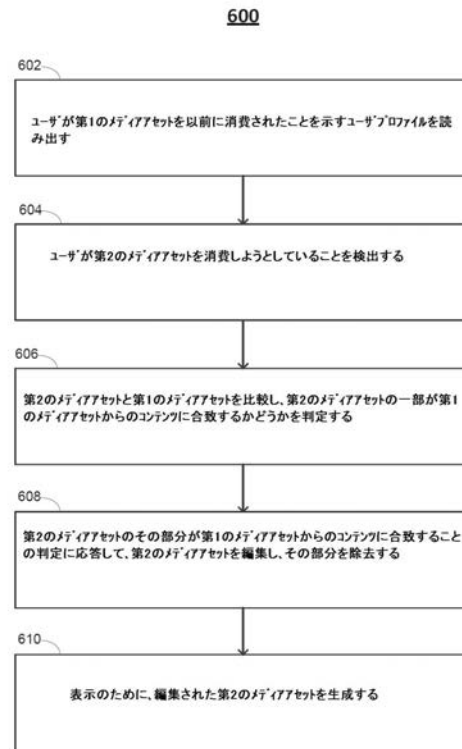 600
602
ユーザが第1のメディアアセットを以前に消費されたことを示すユーザプロファイルを読
み出す
604
ユーザが第2のメディアアセットを消費しようとしていることを検出する
606
第2のメディアアセットと第1のメディアアセットを比較し、第2のメディアアセットの一部が第1
のメディアアセットからのコンテンツに合致するかどうかを判定する
608
第2のメディアアセットのその部分が第1のメディアアセットからのコンテンツに合致すること
の判定に応答して、第2のメディアアセットを編集し、その部分を除去する
610
表示のために、編集された第2のメディアアセットを生成する